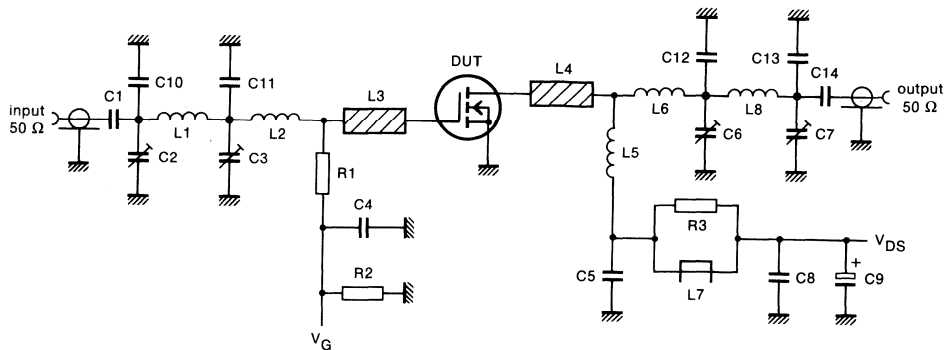 DUT
C12
C13
C10
C11
L4
C14
output
50 Ω
input
50 Ω
C1
L3
L1
L2
L6
L8
C2
C3
C6
C7
R1
L5
C4
R3
V_DS
R2
C5
L7
C8
+
C9
V_G